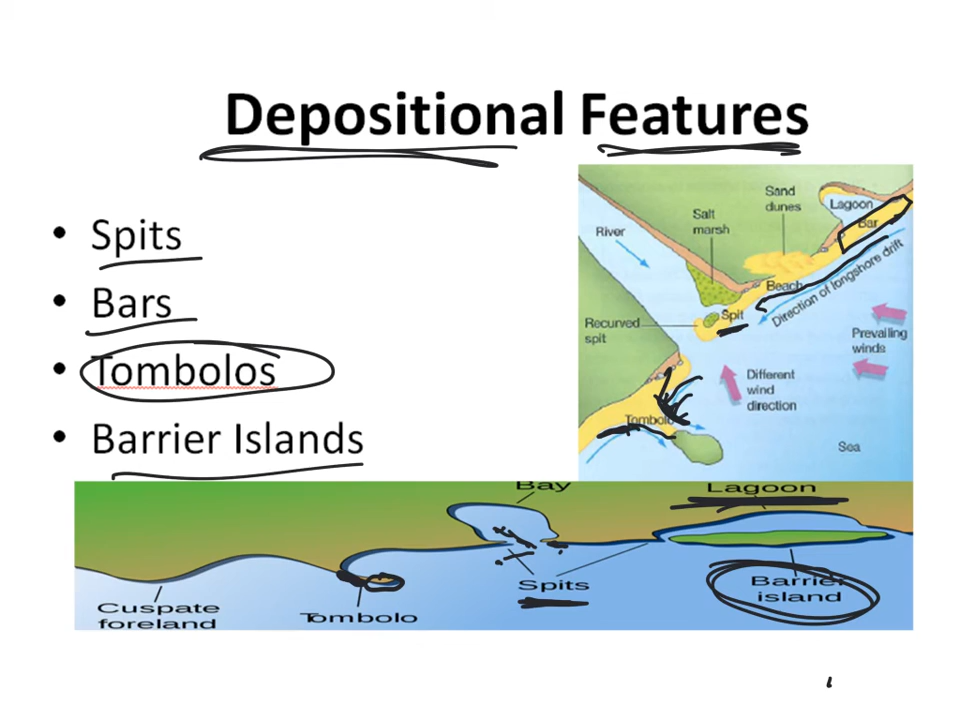 Depositional Features
• Spits
• Bars
• Tombolos
• Barrier Islands
Sand
dunes
Lagoon
Bar
Salt
marsh
River
Beach
Direction of longshore drift
Spit
Recurved
spit
Prevailing
winds
Different
wind
direction
Tombolo
Sea
Bay
Lagoon
Spits
Barrier
island
Cuspate
foreland
Tombolo